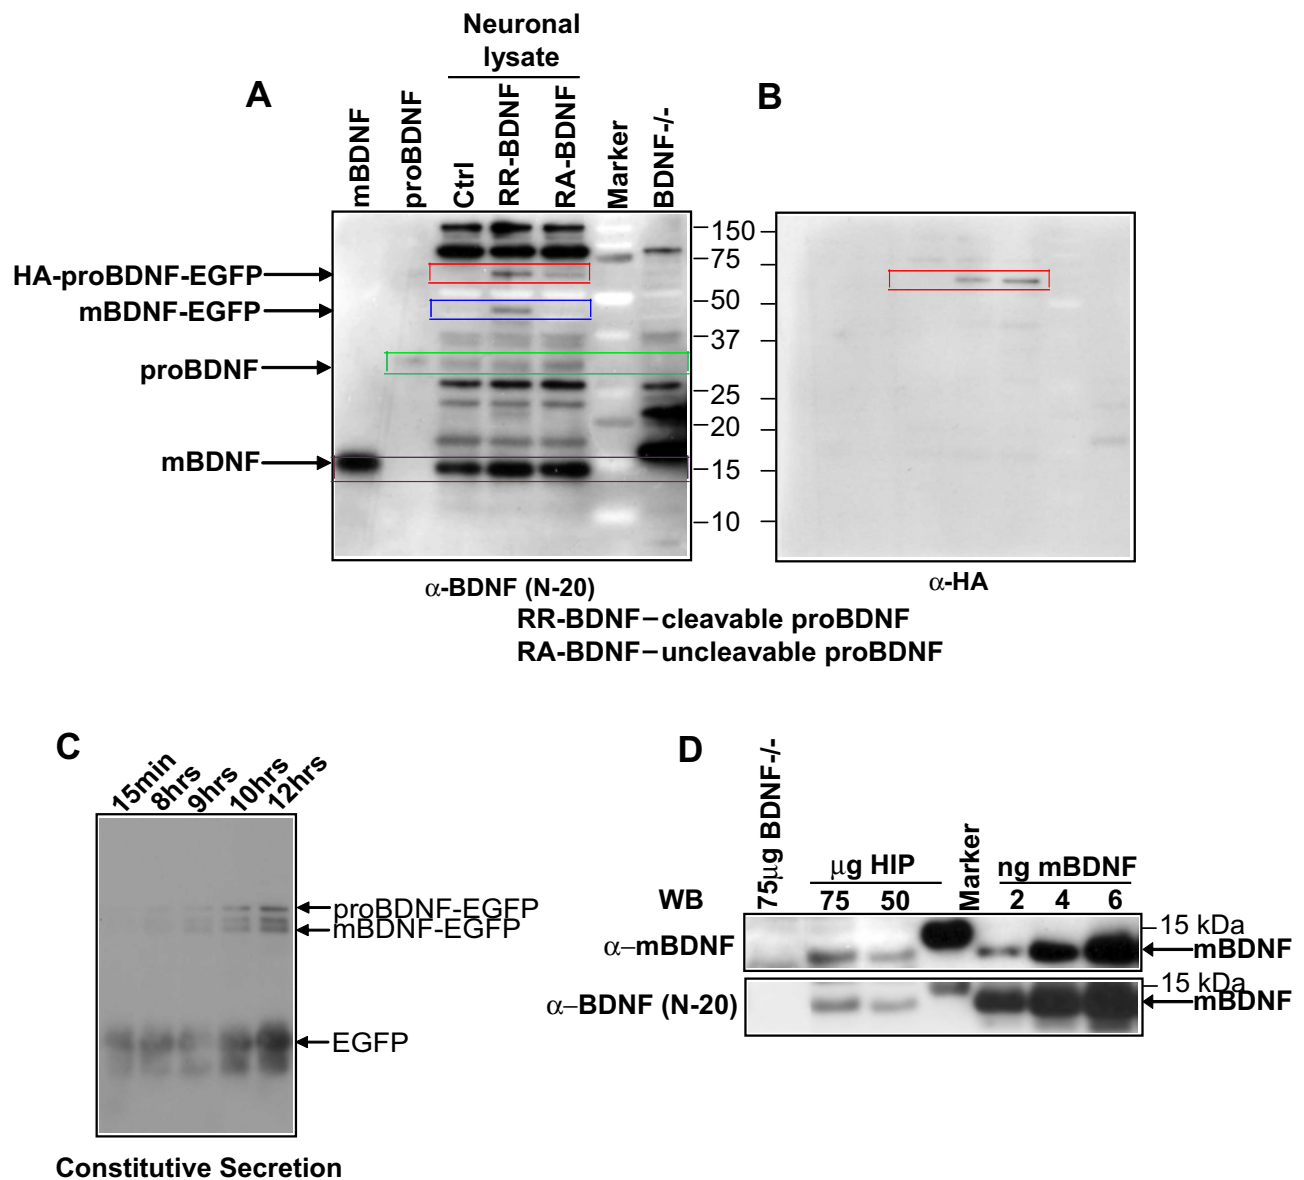 Neuronal
lysate
A
B
mBDNF
proBDNF
Ctrl
RR-BDNF
RA-BDNF
Marker
BDNF-/-
HA-proBDNF-EGFP
mBDNF-EGFP
proBDNF
mBDNF
150
75
50
37
25
20
15
10
α-BDNF (N-20)
α-HA
RR-BDNF–cleavable proBDNF
RA-BDNF–uncleavable proBDNF
C
15min
8hrs
9hrs
10hrs
12hrs
proBDNF-EGFP
mBDNF-EGFP
EGFP
Constitutive Secretion
D
75µg BDNF-/-
µg HIP
Marker
ng mBDNF
WB 75 50 2 4 6
α–mBDNF
15 kDa
mBDNF
α–BDNF (N-20)
15 kDa
mBDNF